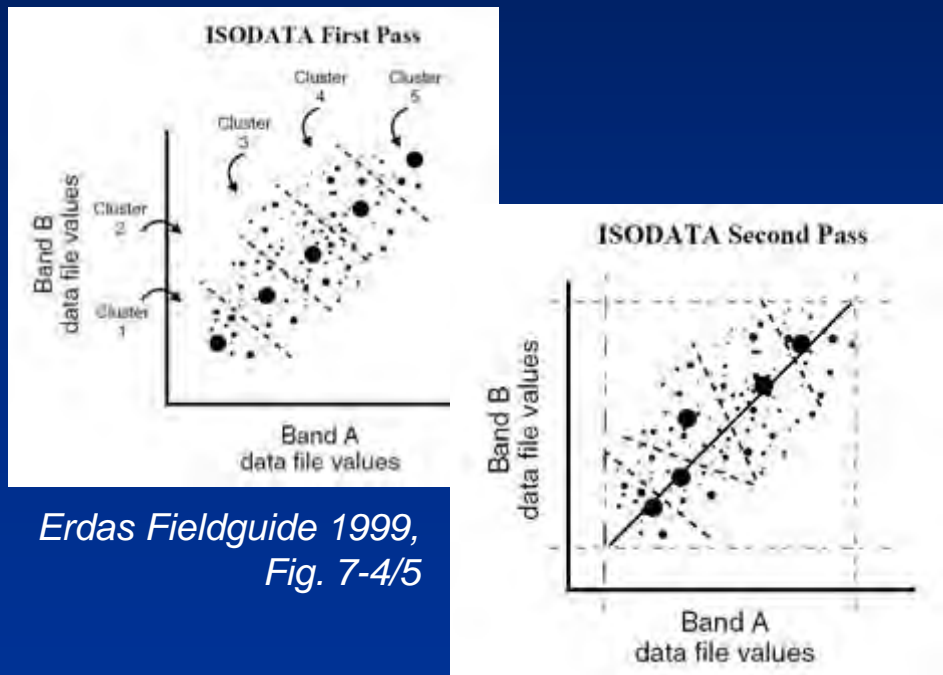 ISODATA First Pass
Cluster
4
Cluster
5
Cluster
3
Cluster
2
Cluster
1
Band B
data file values
Band A
data file values
Erdas Fieldguide 1999,
Fig. 7-4/5
ISODATA Second Pass
Band B
data file values
Band A
data file values